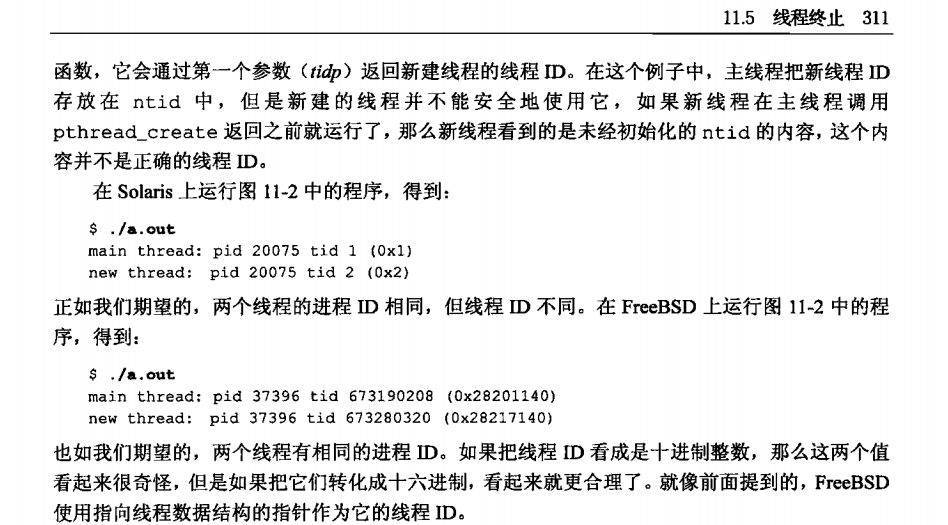 11.5 线程终止 311
函数，它会通过第一个参数（tidp）返回新建线程的线程 ID。在这个例子中，主线程把新线程 ID
存放在 ntid 中，但是新建的线程并不能安全地使用它，如果新线程在主线程调用
pthread_create 返回之前就运行了，那么新线程看到的是未经初始化的 ntid 的内容，这个内
容并不是正确的线程 ID。
在 Solaris 上运行图 11-2 中的程序，得到：
$ ./a.out
main thread: pid 20075 tid 1 (0x1)
new thread: pid 20075 tid 2 (0x2)
正如我们期望的，两个线程的进程 ID 相同，但线程 ID 不同。在 FreeBSD 上运行图 11-2 中的程
序，得到：
$ ./a.out
main thread: pid 37396 tid 673190208 (0x28201140)
new thread: pid 37396 tid 673280320 (0x28217140)
也如我们期望的，两个线程有相同的进程 ID。如果把线程 ID 看成是十进制整数，那么这两个值
看起来很奇怪，但是如果把它们转化成十六进制，看起来就更合理了。就像前面提到的，FreeBSD
使用指向线程数据结构的指针作为它的线程 ID。